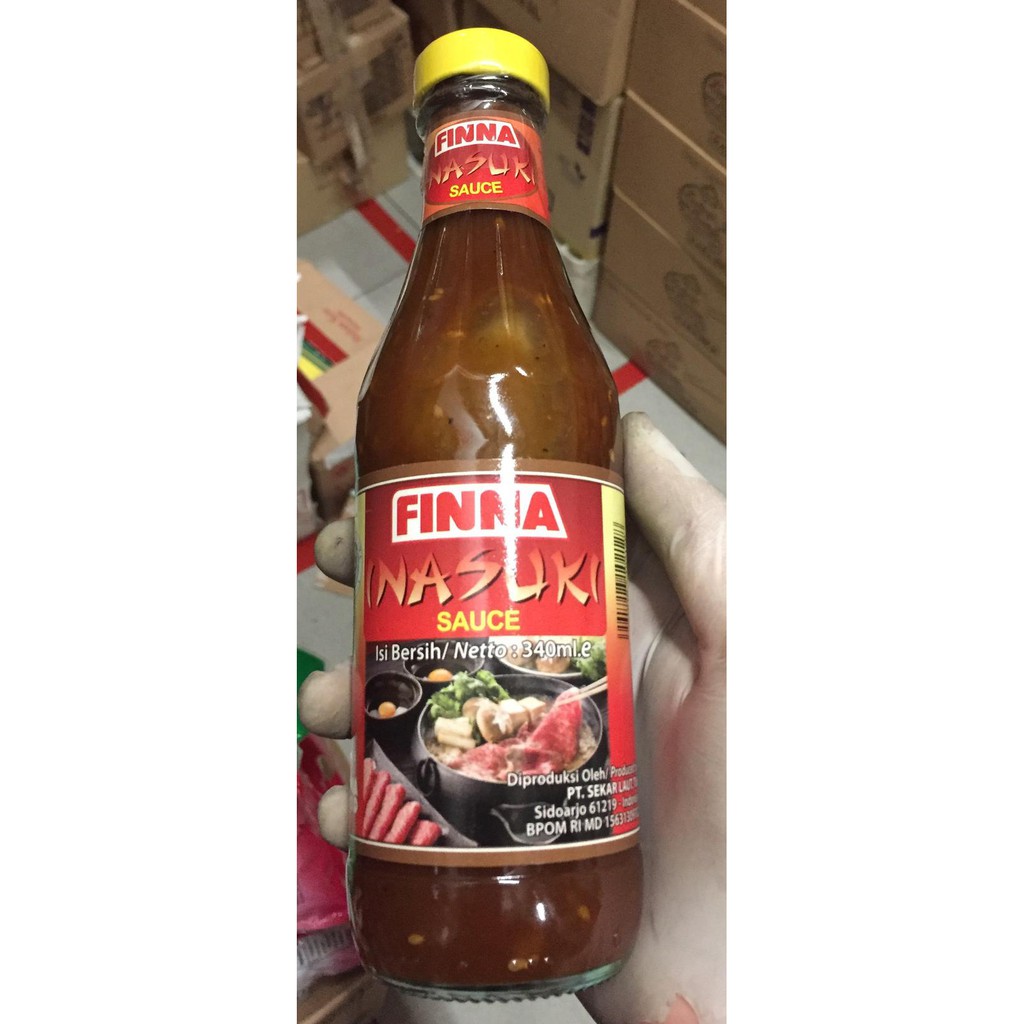 FINNA
INASUKI
SAUCE
FINNA
INASUKI
SAUCE
Isi Bersih/ Netto : 340ml.e
Diproduksi Oleh/
PT. SEKAR LAUT,
Sidoarjo 61219 -
BPOM RI MD